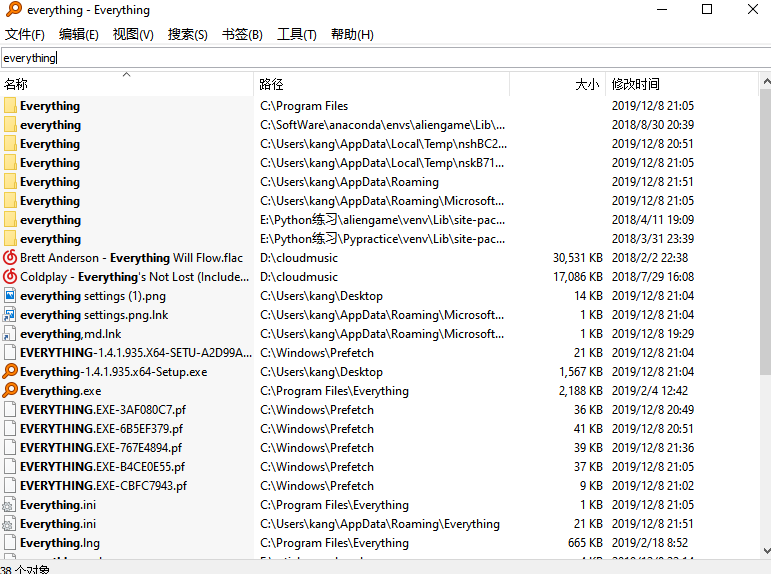 everything - Everything
文件(F) 编辑(E) 视图(V) 搜索(S) 书签(B) 工具(T) 帮助(H)
everything
名称 路径 大小 修改时间
Everything C:\Program Files 2019/12/8 21:05
everything C:\SoftWare\anaconda\envs\aliengame\Lib\... 2018/8/30 20:39
Everything C:\Users\kang\AppData\Local\Temp\nshBC2... 2019/12/8 20:51
Everything C:\Users\kang\AppData\Local\Temp\nskB71... 2019/12/8 21:05
Everything C:\Users\kang\AppData\Roaming 2019/12/8 21:51
Everything C:\Users\kang\AppData\Roaming\Microsoft... 2019/12/8 21:05
everything E:\Python练习\aliengame\venv\Lib\site-pac... 2018/4/11 19:09
everything E:\Python练习\Pypractice\venv\Lib\site-pac... 2018/3/31 23:39
Brett Anderson - Everything Will Flow.flac D:\cloudmusic 30,531 KB 2018/2/2 22:38
Coldplay - Everything's Not Lost (Include... D:\cloudmusic 17,086 KB 2018/7/29 16:08
everything settings (1).png C:\Users\kang\Desktop 14 KB 2019/12/8 21:04
everything settings.png.lnk C:\Users\kang\AppData\Roaming\Microsoft... 1 KB 2019/12/8 21:04
everything,md.lnk C:\Users\kang\AppData\Roaming\Microsoft... 1 KB 2019/12/8 19:29
EVERYTHING-1.4.1.935.X64-SETU-A2D99A... C:\Windows\Prefetch 21 KB 2019/12/8 21:04
Everything-1.4.1.935.x64-Setup.exe C:\Users\kang\Desktop 1,567 KB 2019/12/8 21:04
Everything.exe C:\Program Files\Everything 2,188 KB 2019/2/4 12:42
EVERYTHING.EXE-3AF080C7.pf C:\Windows\Prefetch 36 KB 2019/12/8 20:49
EVERYTHING.EXE-6B5EF379.pf C:\Windows\Prefetch 41 KB 2019/12/8 20:51
EVERYTHING.EXE-767E4894.pf C:\Windows\Prefetch 39 KB 2019/12/8 21:36
EVERYTHING.EXE-B4CE0E55.pf C:\Windows\Prefetch 37 KB 2019/12/8 21:05
EVERYTHING.EXE-CBFC7943.pf C:\Windows\Prefetch 9 KB 2019/12/8 21:02
Everything.ini C:\Program Files\Everything 1 KB 2019/12/8 21:05
Everything.ini C:\Users\kang\AppData\Roaming\Everything 21 KB 2019/12/8 21:51
Everything.lng C:\Program Files\Everything 665 KB 2019/2/18 8:52
38 个对象